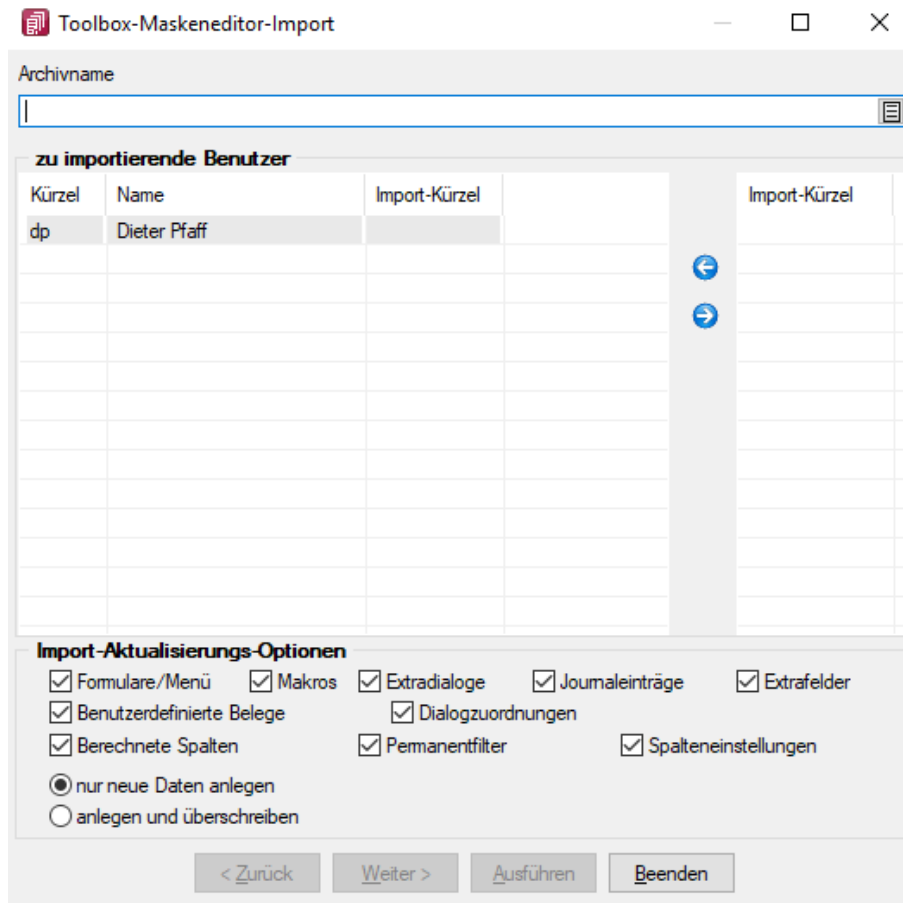 Toolbox-Maskeneditor-Import
Archivname
zu importierende Benutzer
Kürzel Name Import-Kürzel Import-Kürzel
dp Dieter Pfaff
Import-Aktualisierungs-Optionen
Formulare/Menü Makros Extradialoge Journaleinträge Extrafelder
Benutzerdefinierte Belege Dialogzuordnungen
Berechnete Spalten Permanentfilter Spalteneinstellungen
nur neue Daten anlegen
anlegen und überschreiben
< Zurück Weiter > Ausführen Beenden